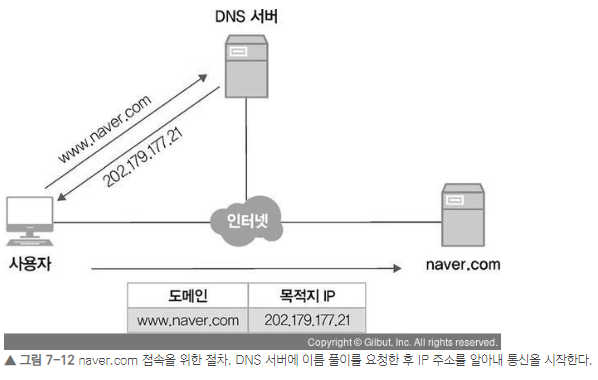 DNS 서버
www.naver.com
202.179.177.21
인터넷
사용자
naver.com
도메인 목적지 IP
www.naver.com 202.179.177.21
Copyright © Gilbut, Inc. All rights reserved.
▲ 그림 7-12 naver.com 접속을 위한 절차. DNS 서버에 이름 풀이를 요청한 후 IP 주소를 알아내 통신을 시작한다.